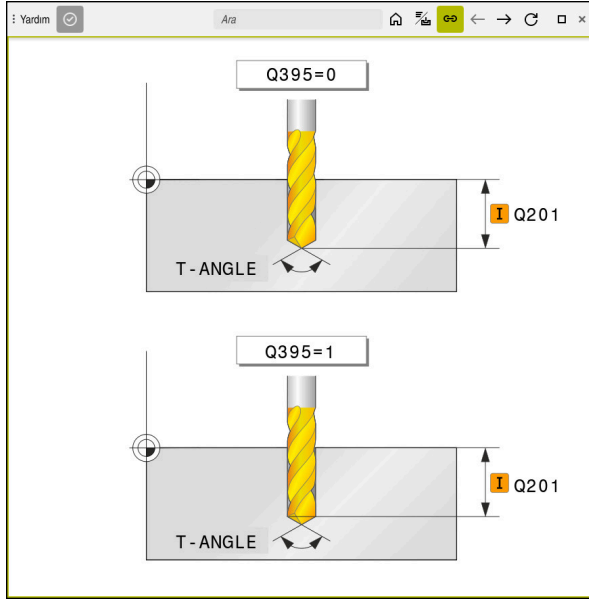 Yardım Ara
Q395=0
I Q201
T-ANGLE
Q395=1
I Q201
T-ANGLE